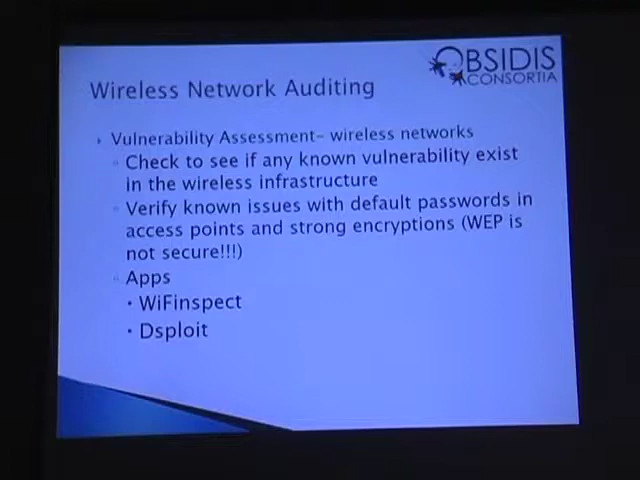 OBSIDIS
CONSORTIA
Wireless Network Auditing
Vulnerability Assessment- wireless networks
Check to see if any known vulnerability exist
in the wireless infrastructure
Verify known issues with default passwords in
access points and strong encryptions (WEP is
not secure!!!)
Apps
• WiFinspect
• Dsploit